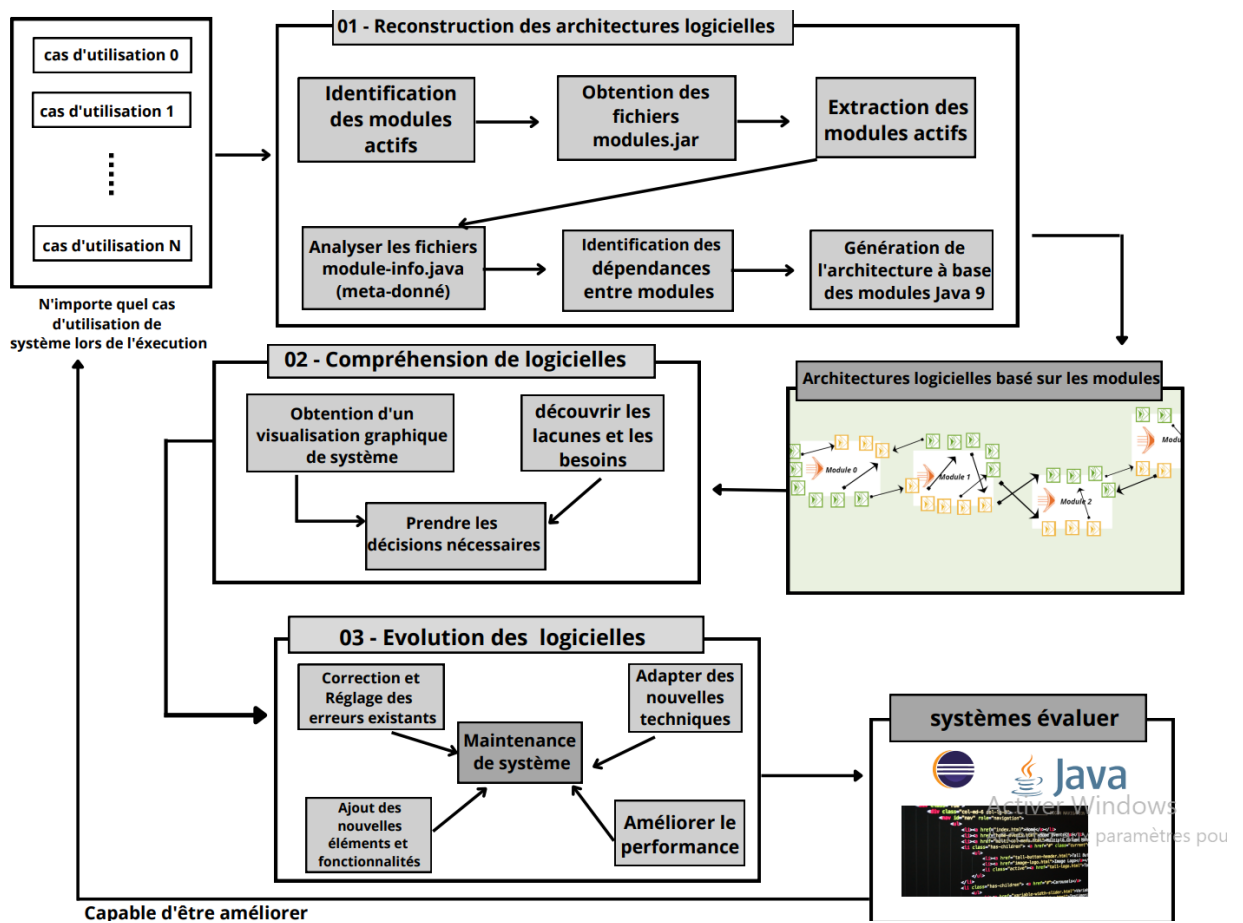 01 - Reconstruction des architectures logicielles
cas d'utilisation 0
cas d'utilisation 1
cas d'utilisation N
N'importe quel cas
d'utilisation de
système lors de l'éxecution
Identification
des modules
actifs
Obtention des
fichiers
modules.jar
Extraction des
modules actifs
Analyser les fichiers
module-info.java
(meta-donné)
Identification des
dépendances
entre modules
Génération de
l'architecture à base
des modules Java 9
Architectures logicielles basé sur les modules
Module 0
Module 1
Module 2
Modu
02 - Compréhension de logicielles
Obtention d'un
visualisation graphique
de système
découvrir les
lacunes et les
besoins
Prendre les
décisions nécessaires
03 - Evolution des logicielles
Correction et
Réglage des
erreurs existants
Adapter des
nouvelles
techniques
Maintenance
de système
Ajout des
nouvelles
éléments et
fonctionnalités
Améliorer le
performance
systèmes évaluer
Java
Activer Windows
paramètres pou
Capable d'être améliorer